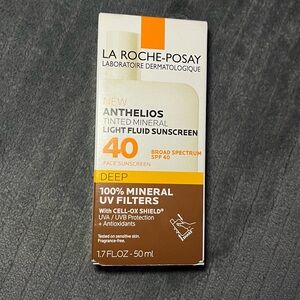 LA ROCHE-POSAY
LABORATOIRE DERMATOLOGIQUE
NEW
ANTHELIOS
TINTED MINERAL
LIGHT FLUID SUNSCREEN
40
BROAD SPECTRUM
SPF 40
FACE SUNSCREEN
DEEP
100% MINERAL
UV FILTERS
With CELL-OX SHIELD®
UVA / UVB Protection
+ Antioxidants
Tested on sensitive skin.
Fragrance-free.
1.7 FL.OZ - 50 ml